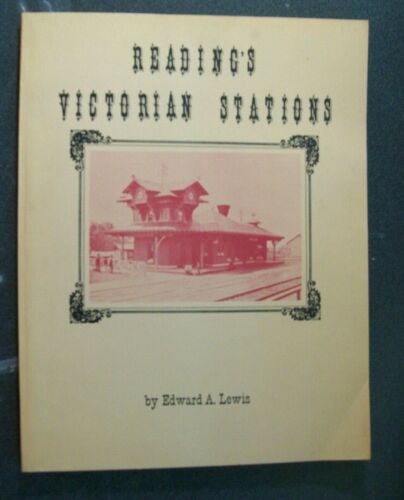 READING'S
VICTORIAN STATIONS
by Edward A. Lewis